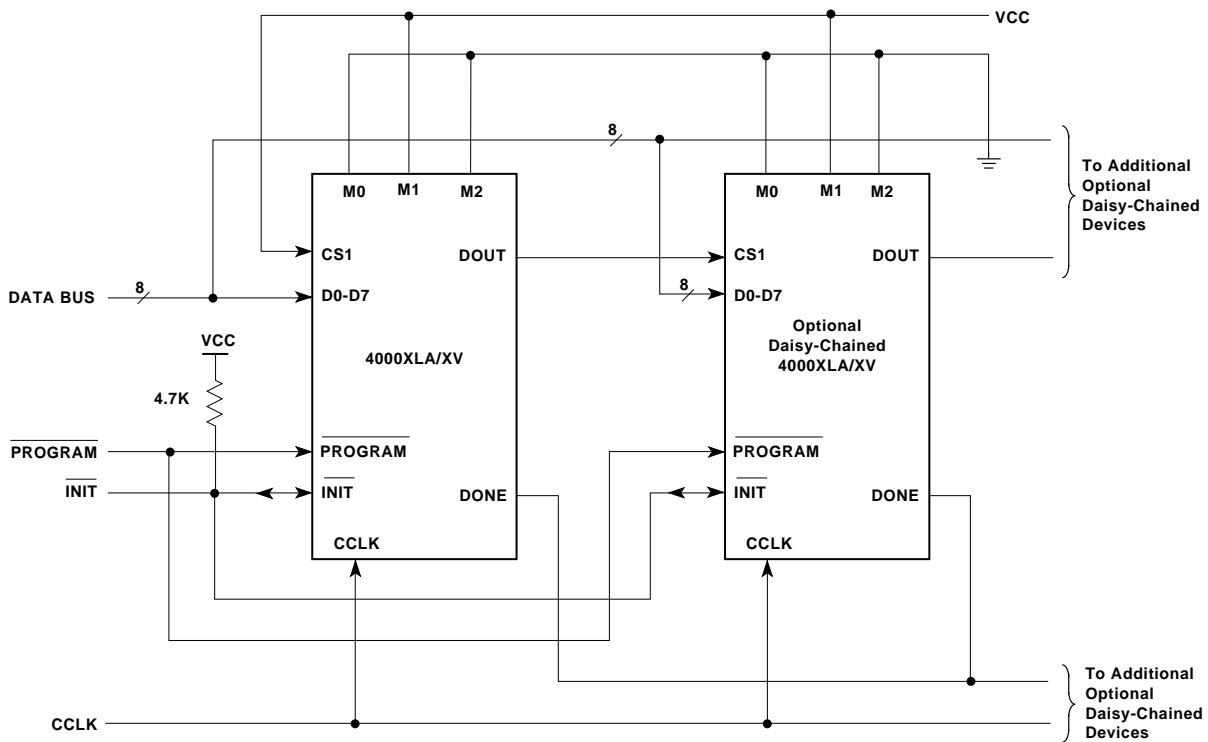 VCC
8
M0 M1 M2
M0 M1 M2
To Additional
Optional
Daisy-Chained
Devices
CS1
DOUT
CS1
DOUT
DATA BUS
8
D0-D7
8
D0-D7
VCC
4.7K
4000XLA/XV
Optional
Daisy-Chained
4000XLA/XV
PROGRAM
PROGRAM
PROGRAM
INIT
INIT
DONE
INIT
DONE
CCLK
CCLK
To Additional
Optional
Daisy-Chained
Devices
CCLK